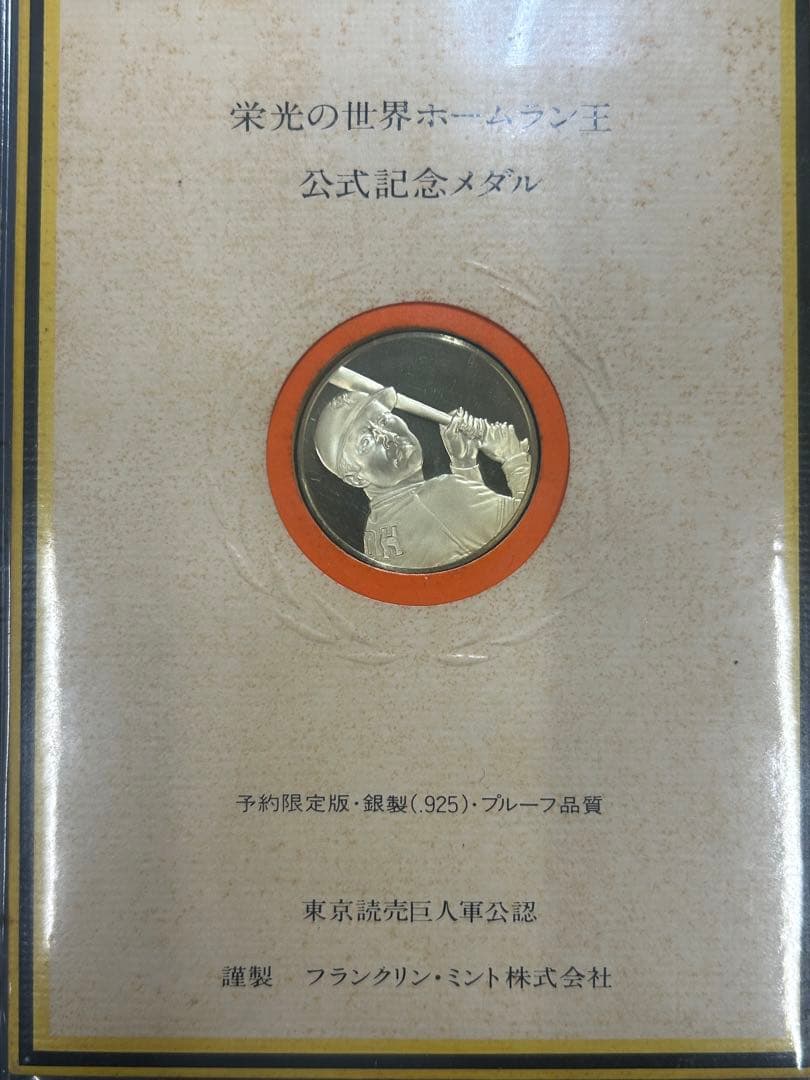 栄光の世界ホームラン王
公式記念メダル
予約限定版・銀製(.925)・プルーフ品質
東京読売巨人軍公認
謹製 フランクリン・ミント株式会社